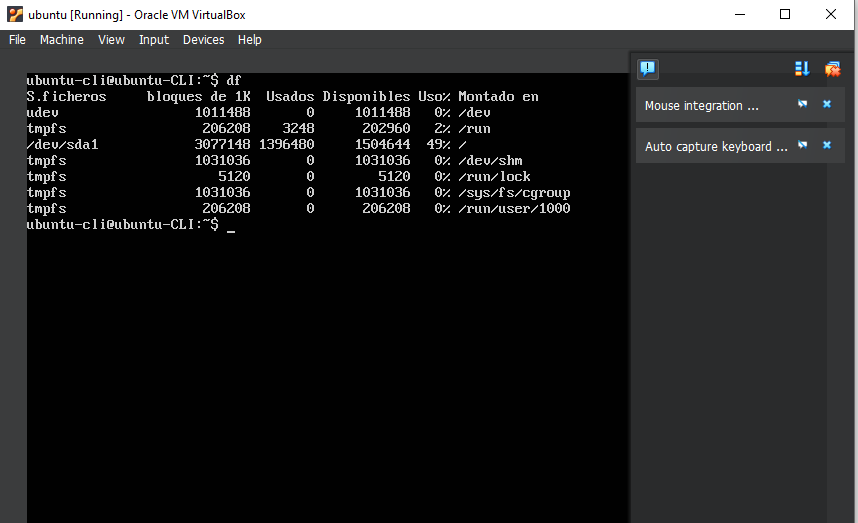 ubuntu [Running] - Oracle VM VirtualBox
File Machine View Input Devices Help
ubuntu-cli@ubuntu-CLI:~$ df
S.ficheros bloques de 1K Usados Disponibles Uso% Montado en
udev 1011488 0 1011488 0% /dev
tmpfs 206208 3248 202960 2% /run
/dev/sda1 3077148 1396480 1504644 49% /
tmpfs 1031036 0 1031036 0% /dev/shm
tmpfs 5120 0 5120 0% /run/lock
tmpfs 1031036 0 1031036 0% /sys/fs/cgroup
tmpfs 206208 0 206208 0% /run/user/1000
ubuntu-cli@ubuntu-CLI:~$ _
Mouse integration ...
Auto capture keyboard ...